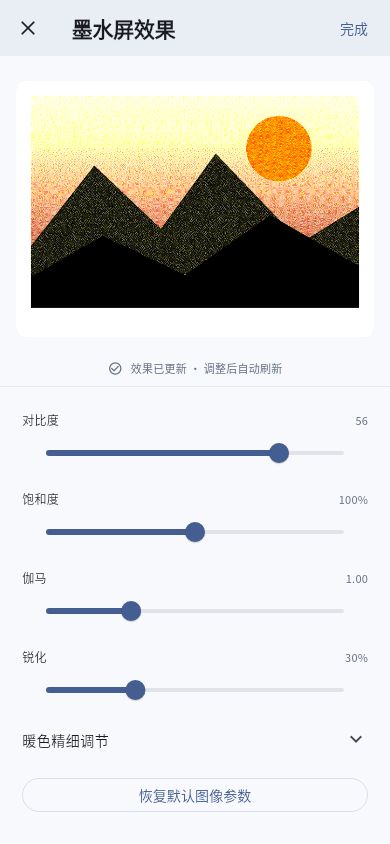 墨水屏效果
完成
效果已更新 · 调整后自动刷新
对比度 56
饱和度 100%
伽马 1.00
锐化 30%
暖色精细调节
恢复默认图像参数